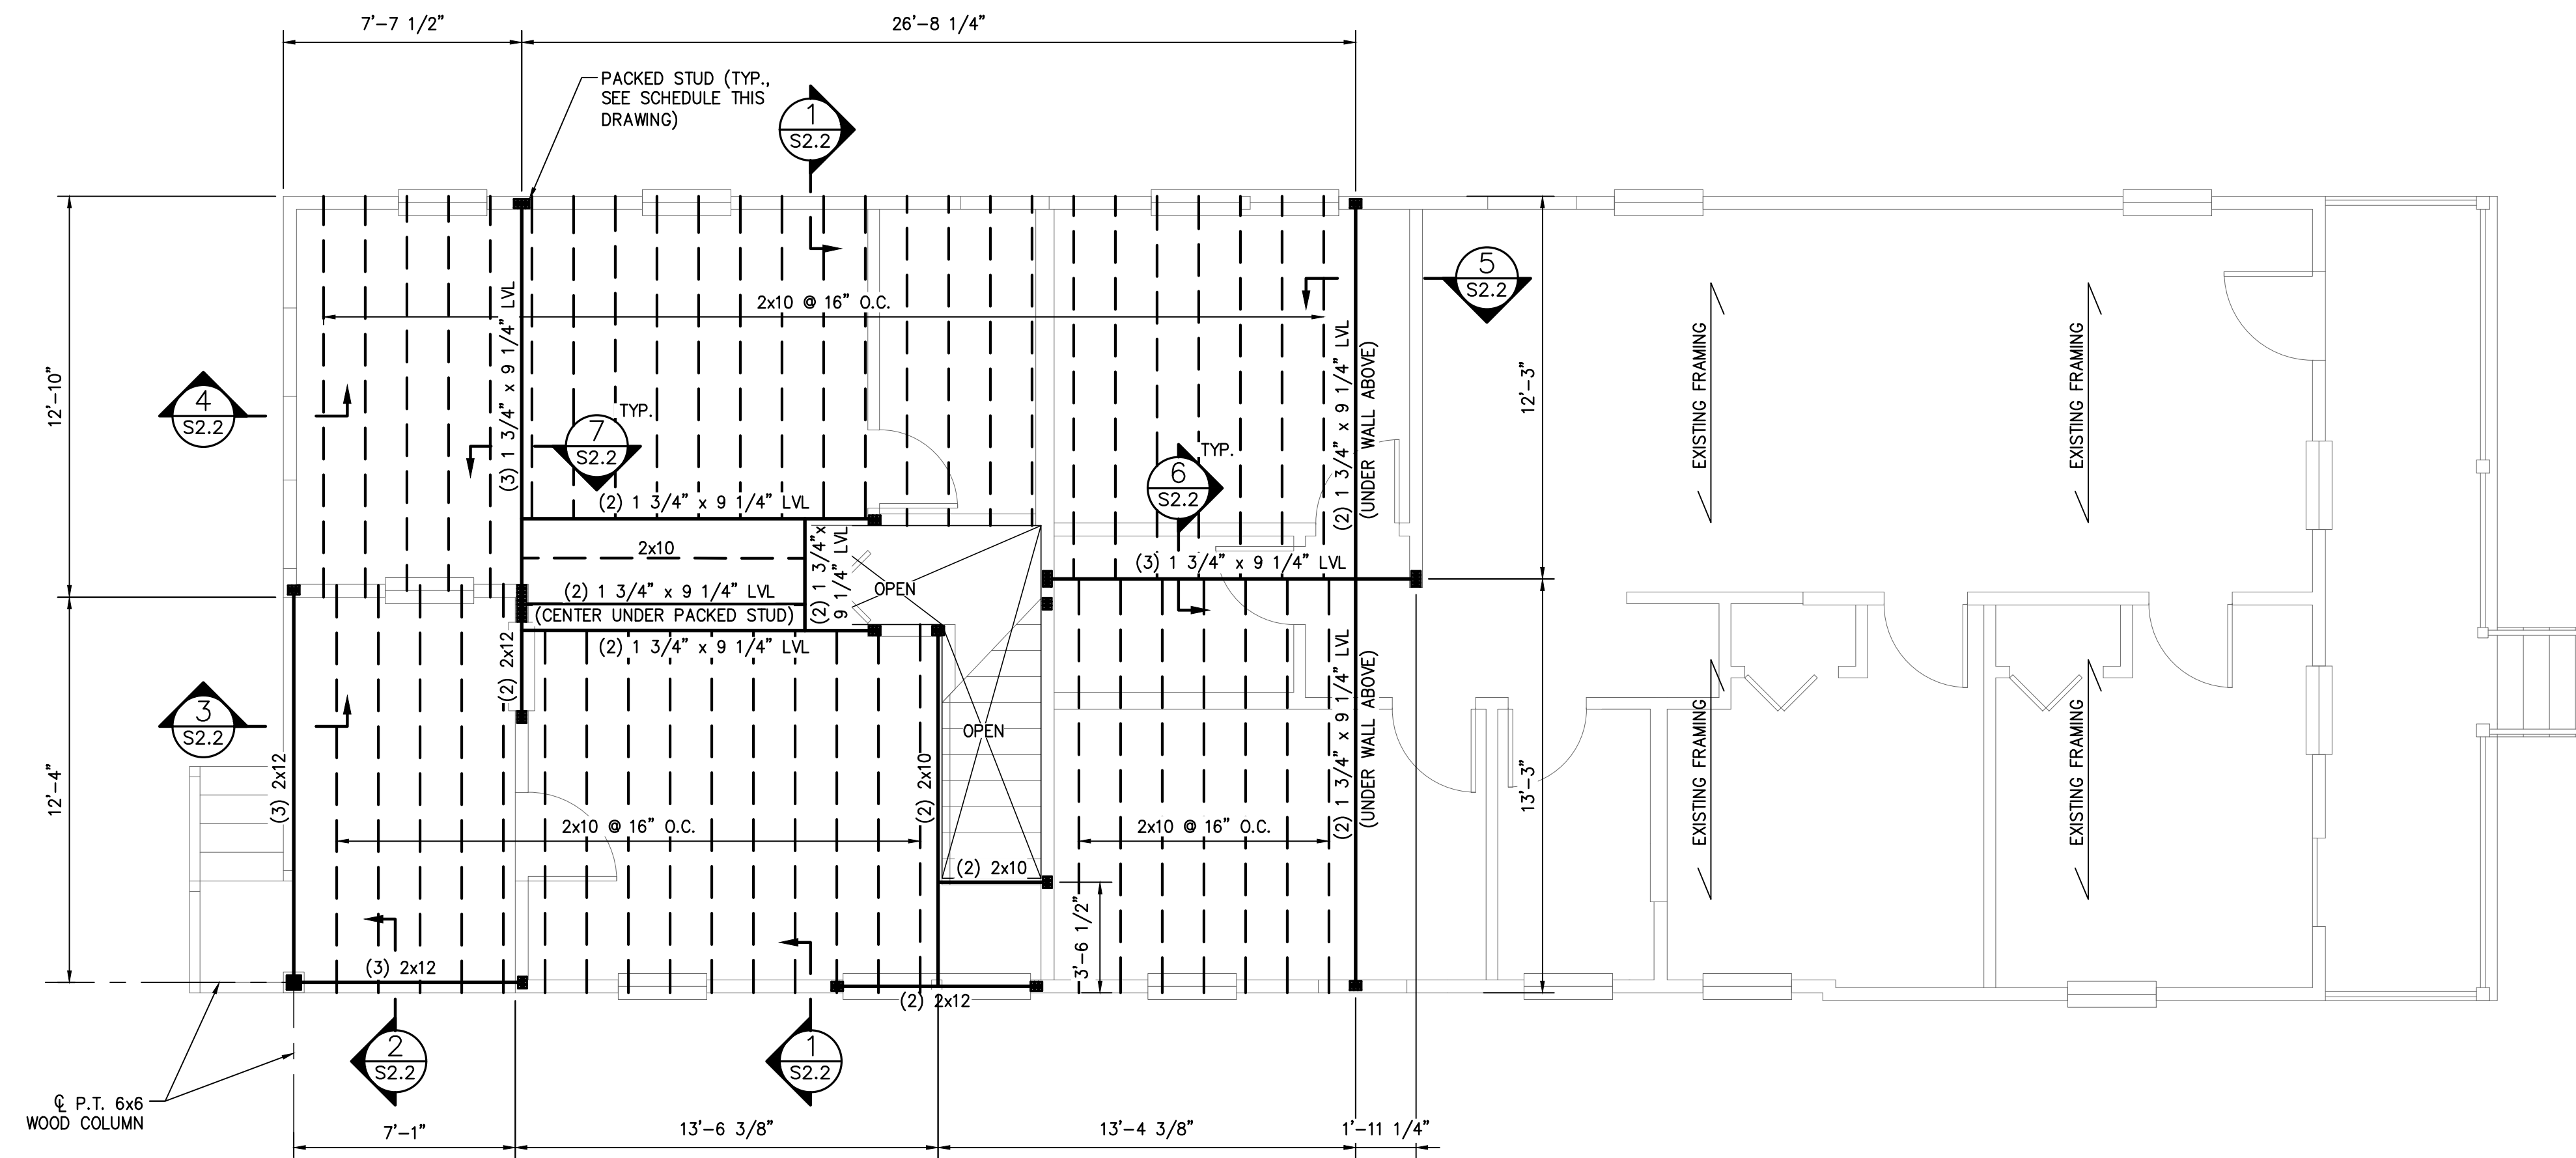 7'-7 1/2"
26'-8 1/4"
PACKED STUD (TYP.,
SEE SCHEDULE THIS
DRAWING)
1
S2.2
5
S2.2
2x10 @ 16" O.C.
(3) 1 3/4" x 9 1/4" LVL
(2) 1 3/4" x 9 1/4" LVL
(UNDER WALL ABOVE)
12'-10"
12'-3"
EXISTING FRAMING
EXISTING FRAMING
4
S2.2
7
S2.2
TYP.
6
S2.2
TYP.
(2) 1 3/4" x 9 1/4" LVL
2x10
(2) 1 3/4"x
9 1/4" LVL
OPEN
(3) 1 3/4" x 9 1/4" LVL
(2) 1 3/4" x 9 1/4" LVL
(CENTER UNDER PACKED STUD)
(2) 1 3/4" x 9 1/4" LVL
(2) 2x12
3
S2.2
OPEN
(3) 2x12
12'-4"
(2) 2x10
(2) 1 3/4" x 9 1/4" LVL
(UNDER WALL ABOVE)
13'-3"
EXISTING FRAMING
EXISTING FRAMING
2x10 @ 16" O.C.
2x10 @ 16" O.C.
(2) 2x10
3'-6 1/2"
(3) 2x12
(2) 2x12
2
S2.2
1
S2.2
℄ P.T. 6x6
WOOD COLUMN
7'-1"
13'-6 3/8"
13'-4 3/8"
1'-11 1/4"